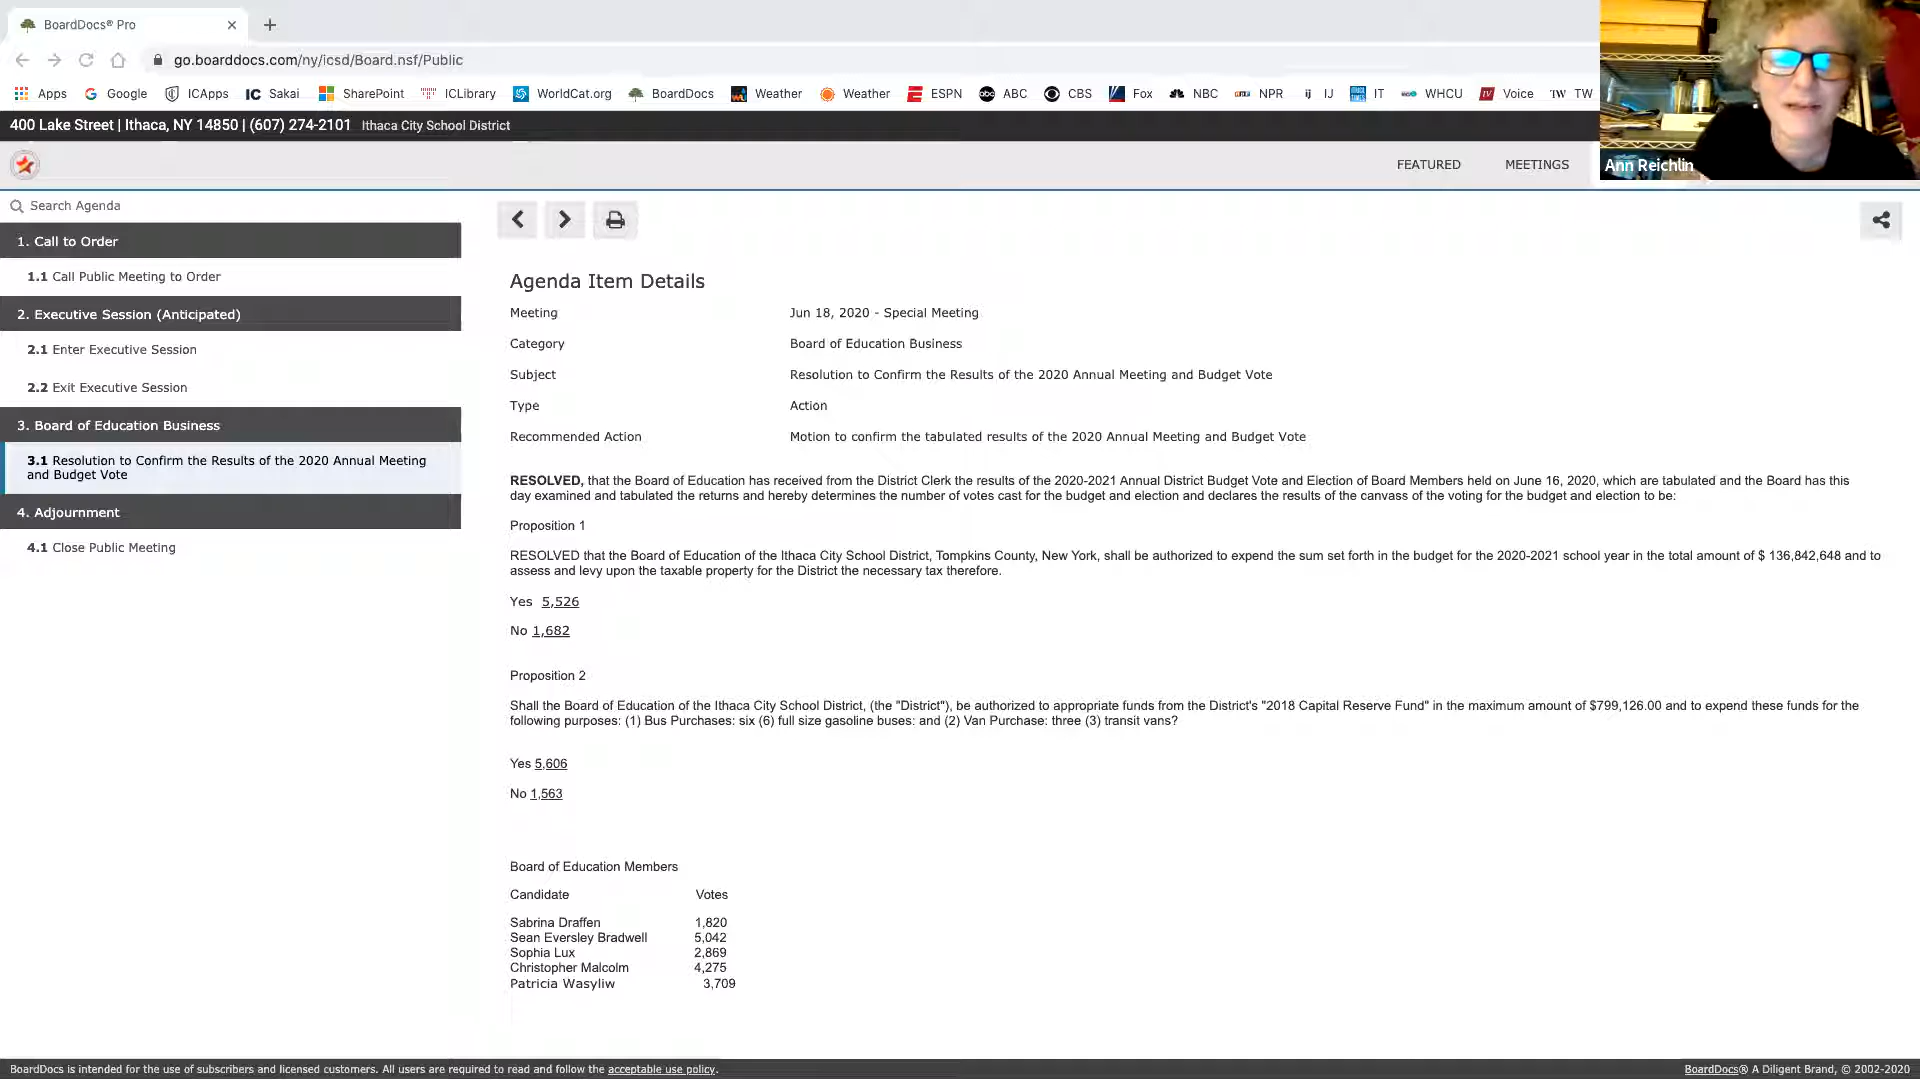 BoardDocs® Pro
go.boarddocs.com/ny/icsd/Board.nsf/Public
Apps Google ICApps IC Sakai SharePoint ICLibrary WorldCat.org BoardDocs Weather Weather ESPN abc ABC CBS Fox NBC NPR ij IJ IT WHCU IV Voice TW TW
400 Lake Street | Ithaca, NY 14850 | (607) 274-2101 Ithaca City School District
FEATURED MEETINGS
Ann Reichlin
Search Agenda
1. Call to Order
1.1 Call Public Meeting to Order
2. Executive Session (Anticipated)
2.1 Enter Executive Session
2.2 Exit Executive Session
3. Board of Education Business
3.1 Resolution to Confirm the Results of the 2020 Annual Meeting
and Budget Vote
4. Adjournment
4.1 Close Public Meeting
Agenda Item Details
Meeting Jun 18, 2020 - Special Meeting
Category Board of Education Business
Subject Resolution to Confirm the Results of the 2020 Annual Meeting and Budget Vote
Type Action
Recommended Action Motion to confirm the tabulated results of the 2020 Annual Meeting and Budget Vote
RESOLVED, that the Board of Education has received from the District Clerk the results of the 2020-2021 Annual District Budget Vote and Election of Board Members held on June 16, 2020, which are tabulated and the Board has this
day examined and tabulated the returns and hereby determines the number of votes cast for the budget and election and declares the results of the canvass of the voting for the budget and election to be:
Proposition 1
RESOLVED that the Board of Education of the Ithaca City School District, Tompkins County, New York, shall be authorized to expend the sum set forth in the budget for the 2020-2021 school year in the total amount of $ 136,842,648 and to
assess and levy upon the taxable property for the District the necessary tax therefore.
Yes 5,526
No 1,682
Proposition 2
Shall the Board of Education of the Ithaca City School District, (the "District"), be authorized to appropriate funds from the District's "2018 Capital Reserve Fund" in the maximum amount of $799,126.00 and to expend these funds for the
following purposes: (1) Bus Purchases: six (6) full size gasoline buses: and (2) Van Purchase: three (3) transit vans?
Yes 5,606
No 1,563
Board of Education Members
Candidate Votes
Sabrina Draffen 1,820
Sean Eversley Bradwell 5,042
Sophia Lux 2,869
Christopher Malcolm 4,275
Patricia Wasyliw 3,709
BoardDocs is intended for the use of subscribers and licensed customers. All users are required to read and follow the acceptable use policy.
BoardDocs® A Diligent Brand, © 2002-2020